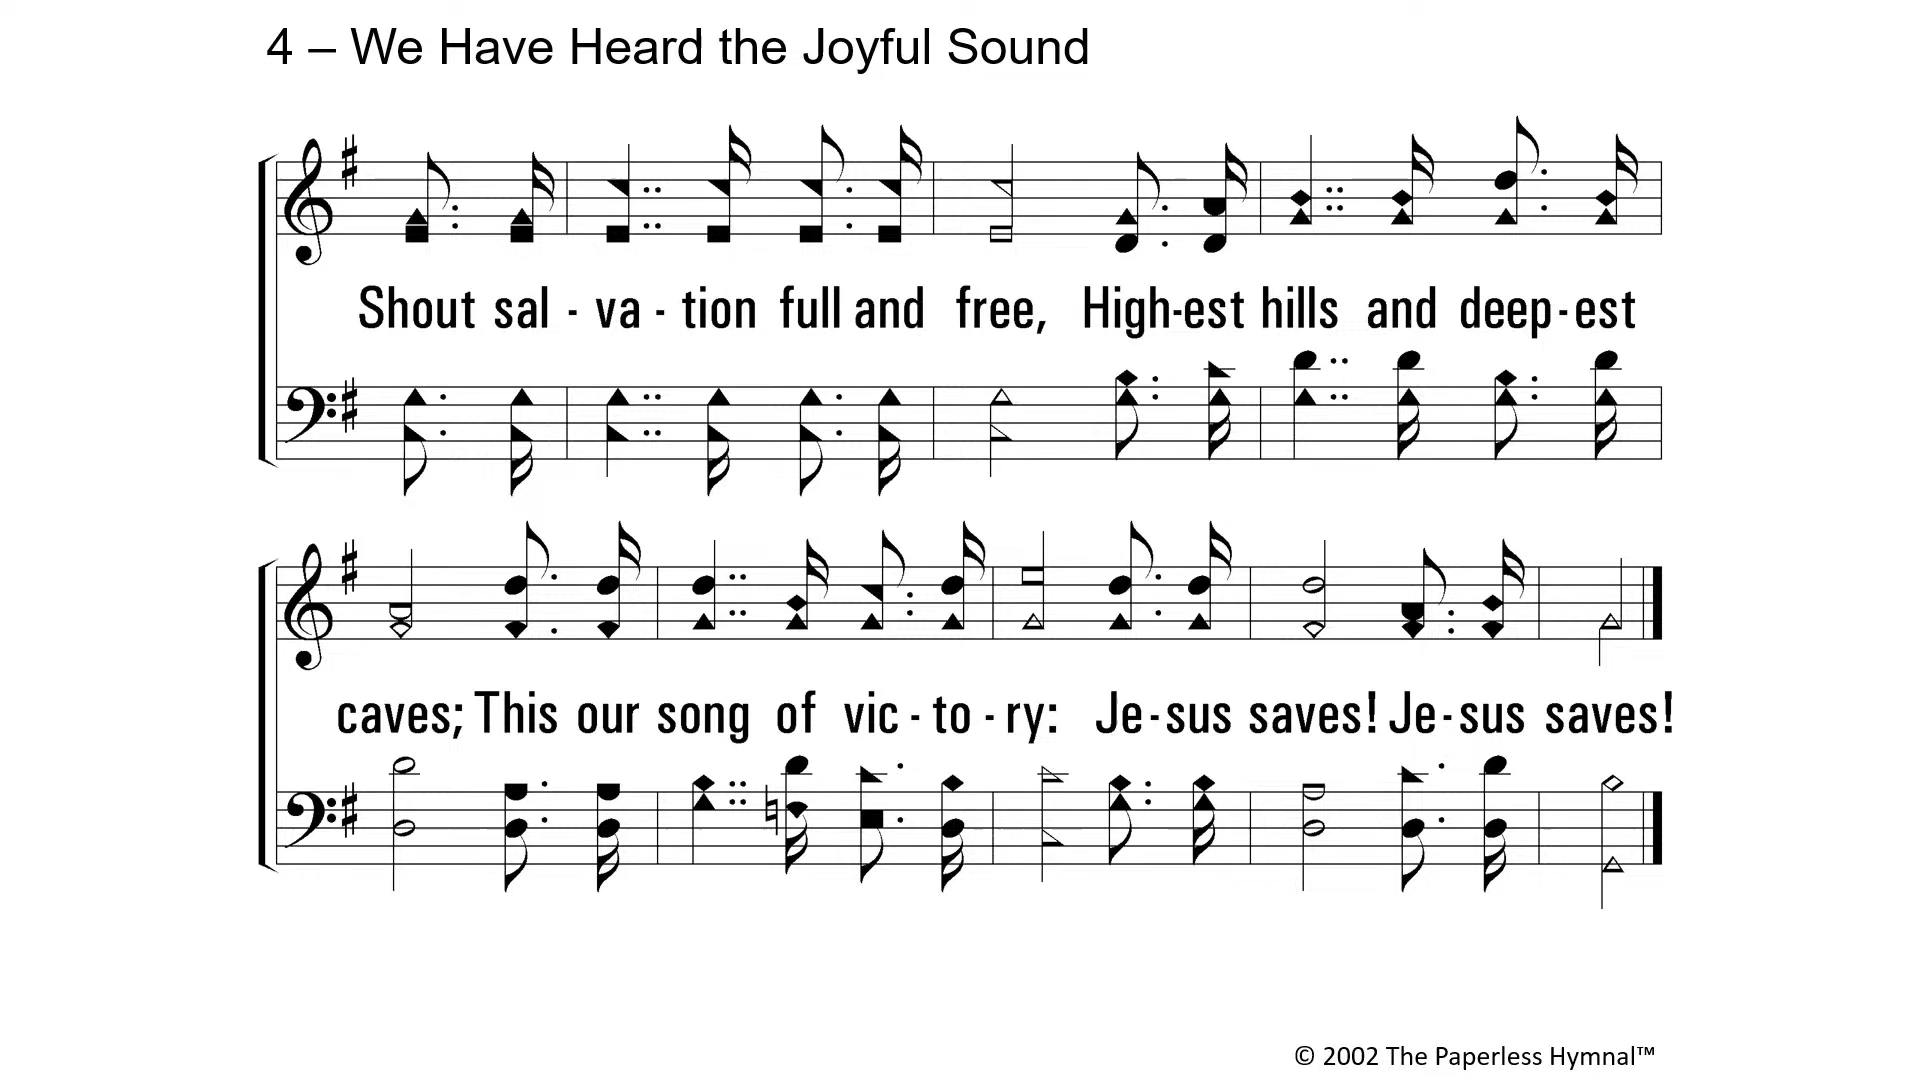 4 – We Have Heard the Joyful Sound
Shout sal - va - tion full and free, High-est hills and deep-est
caves; This our song of vic - to - ry: Je-sus saves! Je-sus saves!
© 2002 The Paperless Hymnal™